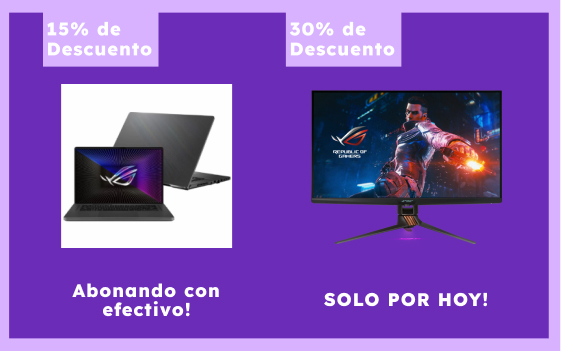 15% de
Descuento
30% de
Descuento
REPUBLIC OF
GAMERS
Abonando con
efectivo!
SOLO POR HOY!